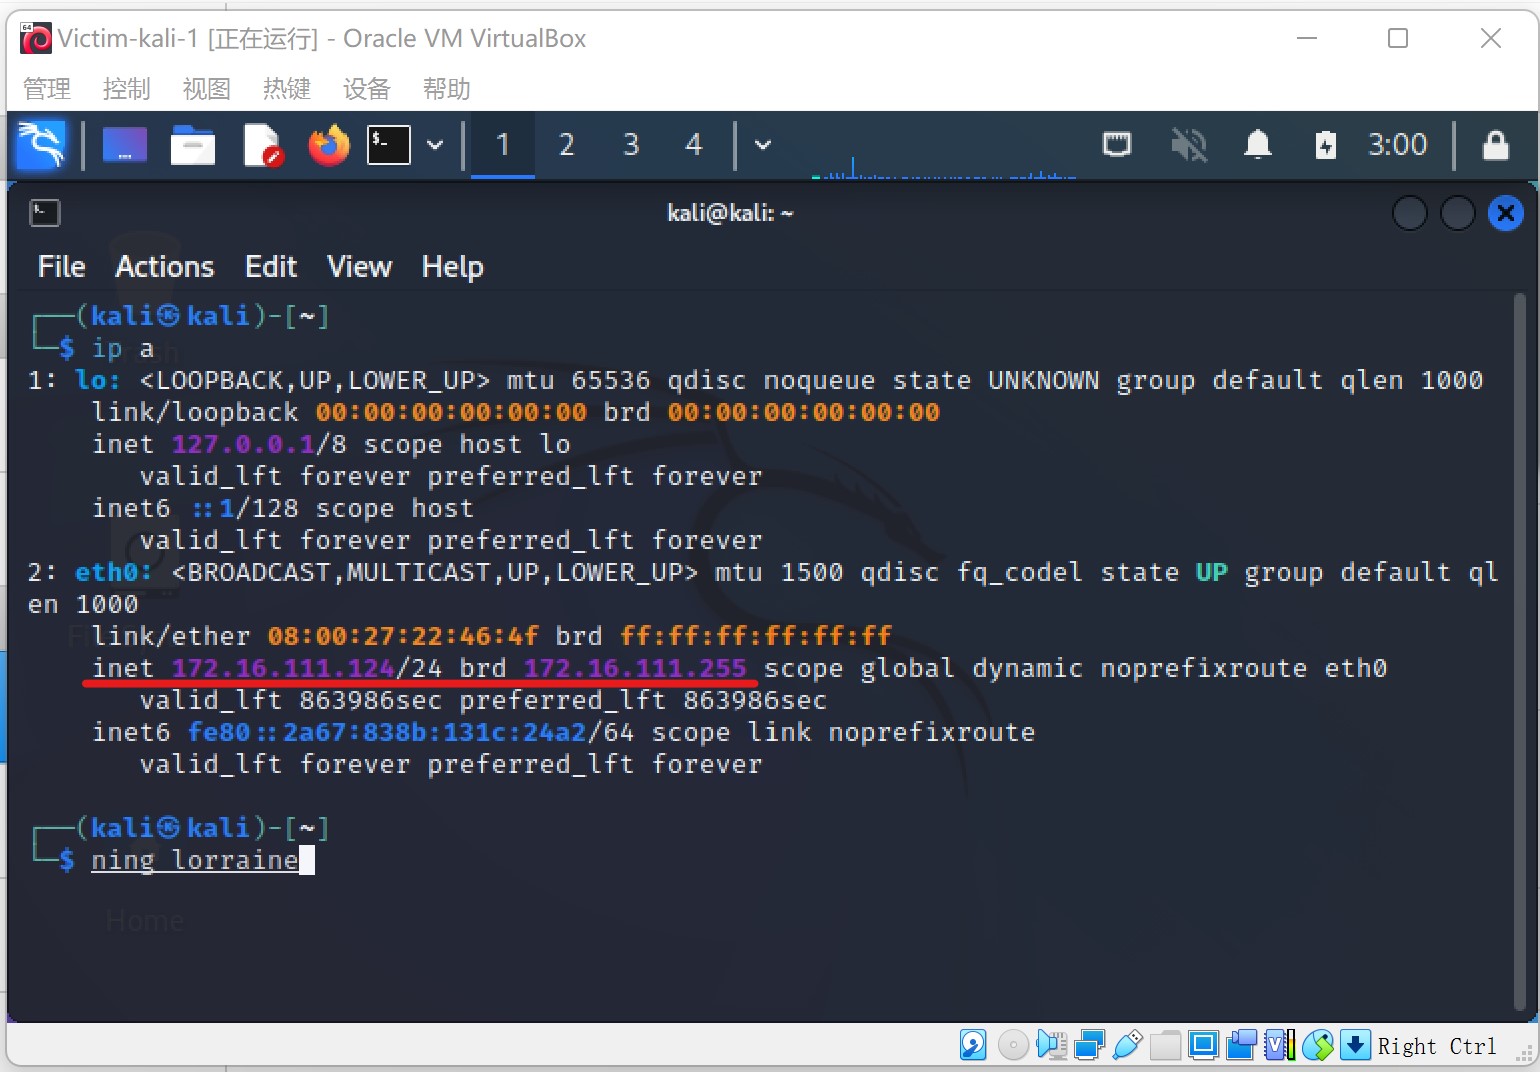 Victim-kali-1 [正在运行] - Oracle VM VirtualBox
管理 控制 视图 热键 设备 帮助
1 2 3 4 3:00
kali@kali: ~
File Actions Edit View Help
┌──(kali㉿kali)-[~]
└─$ ip a
1: lo: <LOOPBACK,UP,LOWER_UP> mtu 65536 qdisc noqueue state UNKNOWN group default qlen 1000
link/loopback 00:00:00:00:00:00 brd 00:00:00:00:00:00
inet 127.0.0.1/8 scope host lo
valid_lft forever preferred_lft forever
inet6 ::1/128 scope host
valid_lft forever preferred_lft forever
2: eth0: <BROADCAST,MULTICAST,UP,LOWER_UP> mtu 1500 qdisc fq_codel state UP group default ql
en 1000
link/ether 08:00:27:22:46:4f brd ff:ff:ff:ff:ff:ff
inet 172.16.111.124/24 brd 172.16.111.255 scope global dynamic noprefixroute eth0
valid_lft 863986sec preferred_lft 863986sec
inet6 fe80::2a67:838b:131c:24a2/64 scope link noprefixroute
valid_lft forever preferred_lft forever
┌──(kali㉿kali)-[~]
└─$ ning lorraine
Home
Right Ctrl